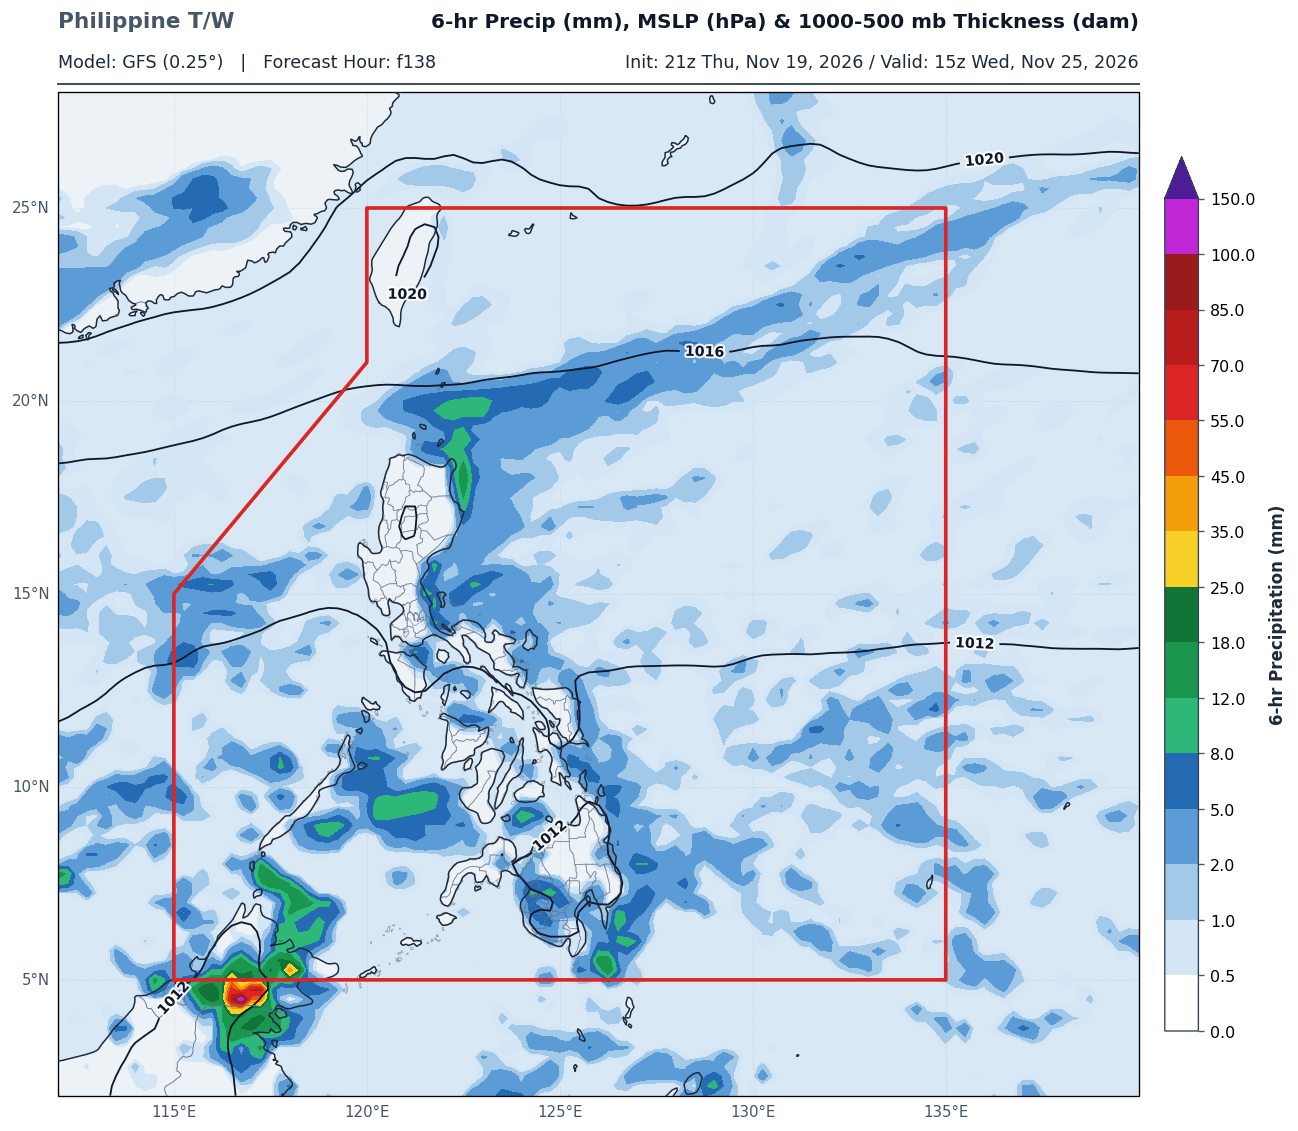 Philippine T/W
6-hr Precip (mm), MSLP (hPa) & 1000-500 mb Thickness (dam)
Model: GFS (0.25°) | Forecast Hour: f138
Init: 21z Thu, Nov 19, 2026 / Valid: 15z Wed, Nov 25, 2026
1020
1020
1016
1012
1012
1012
25°N
20°N
15°N
10°N
5°N
115°E
120°E
125°E
130°E
135°E
150.0
100.0
85.0
70.0
55.0
45.0
35.0
25.0
18.0
12.0
8.0
5.0
2.0
1.0
0.5
0.0
6-hr Precipitation (mm)